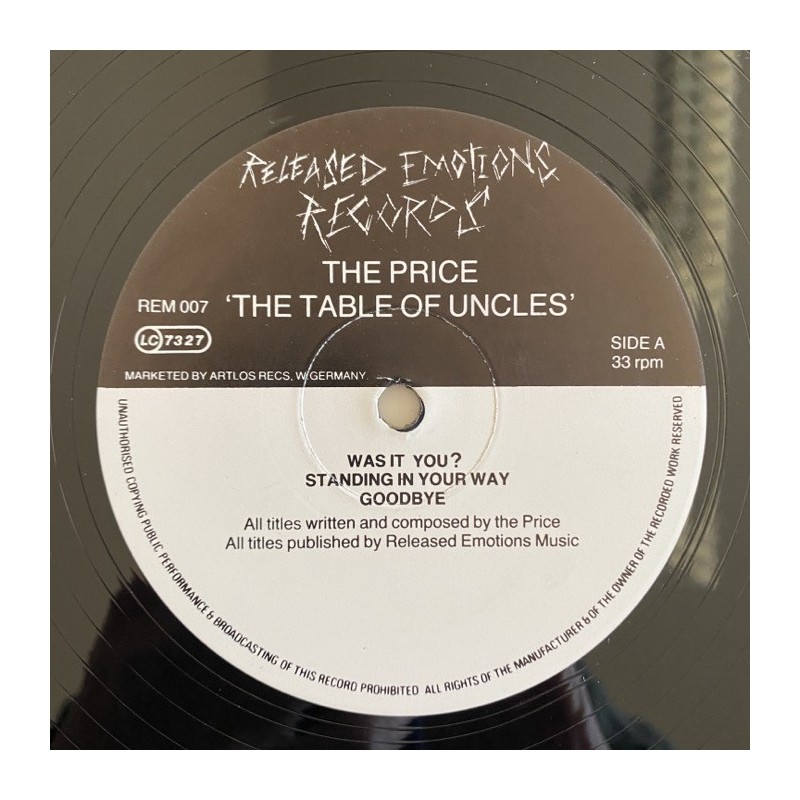 RELEASED EMOTIONS
RECORDS
THE PRICE
REM 007 'THE TABLE OF UNCLES'
LC 7327
SIDE A
33 rpm
MARKETED BY ARTLOS RECS, W.GERMANY.
WAS IT YOU?
STANDING IN YOUR WAY
GOODBYE
All titles written and composed by the Price
All titles published by Released Emotions Music
UNAUTHORISED COPYING PUBLIC PERFORMANCE & BROADCASTING OF THIS RECORD PROHIBITED ALL RIGHTS OF THE MANUFACTURER & OF THE OWNER OF THE RECORDED WORK RESERVED